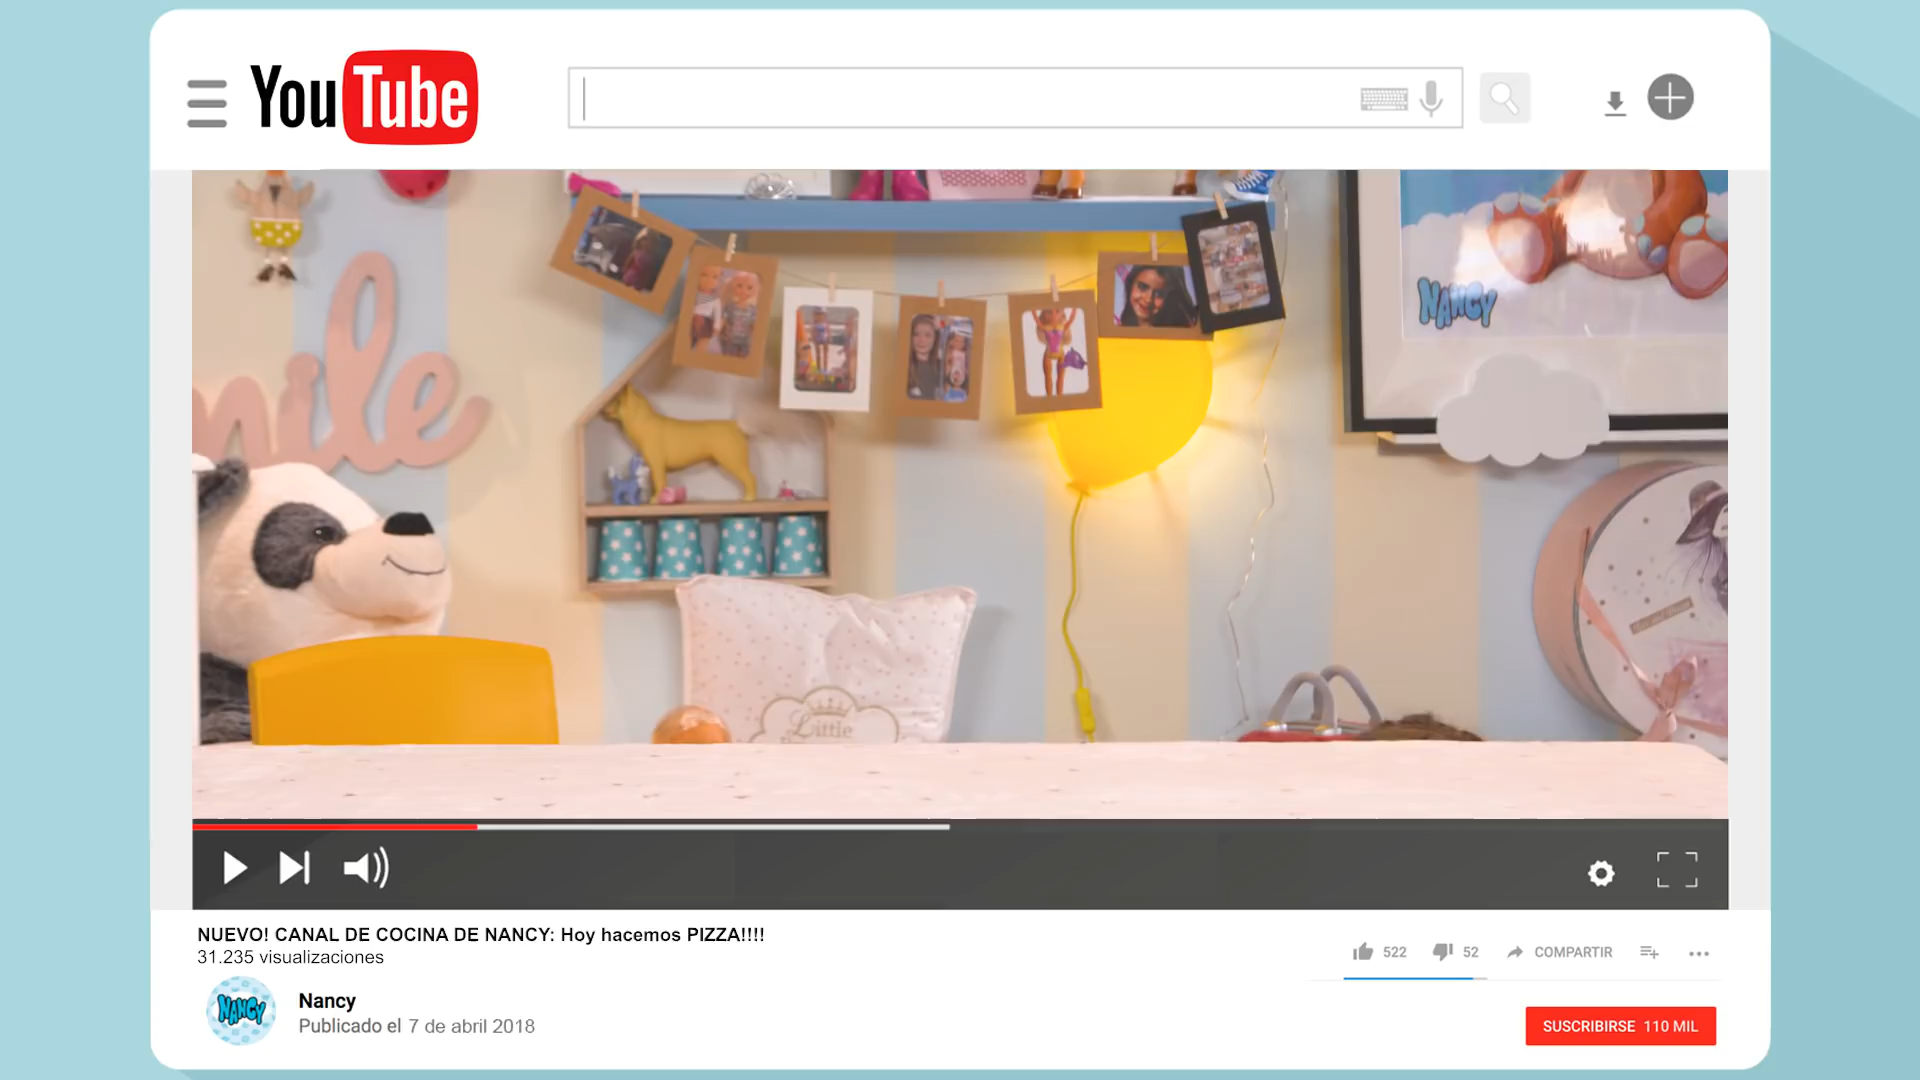 YouTube
NANCY
mile
Little
NUEVO! CANAL DE COCINA DE NANCY: Hoy hacemos PIZZA!!!!
31.235 visualizaciones
522
52
COMPARTIR
NANCY
Nancy
Publicado el 7 de abril 2018
SUSCRIBIRSE 110 MIL